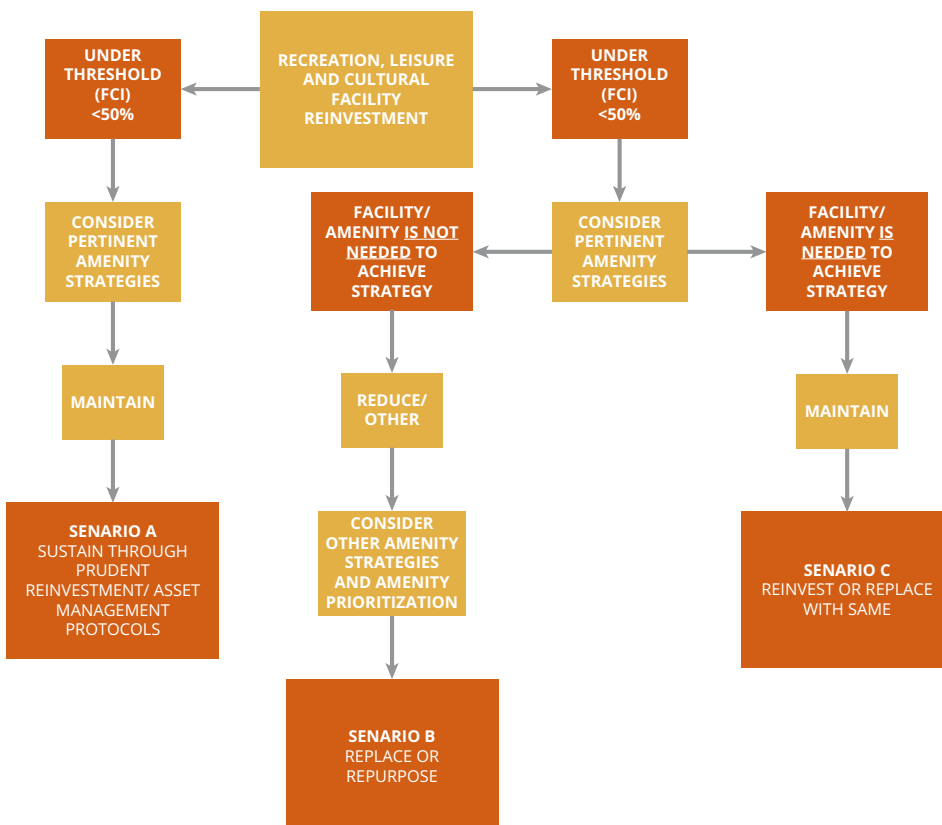 RECREATION, LEISURE
AND CULTURAL
FACILITY
REINVESTMENT
UNDER
THRESHOLD
(FCI)
<50%
UNDER
THRESHOLD
(FCI)
<50%
CONSIDER
PERTINENT
AMENITY
STRATEGIES
FACILITY/
AMENITY IS NOT
NEEDED TO
ACHIEVE
STRATEGY
CONSIDER
PERTINENT
AMENITY
STRATEGIES
FACILITY/
AMENITY IS
NEEDED TO
ACHIEVE
STRATEGY
MAINTAIN
REDUCE/
OTHER
MAINTAIN
SENARIO A
SUSTAIN THROUGH
PRUDENT
REINVESTMENT/ ASSET
MANAGEMENT
PROTOCOLS
CONSIDER
OTHER AMENITY
STRATEGIES
AND AMENITY
PRIORITIZATION
SENARIO C
REINVEST OR REPLACE
WITH SAME
SENARIO B
REPLACE OR
REPURPOSE